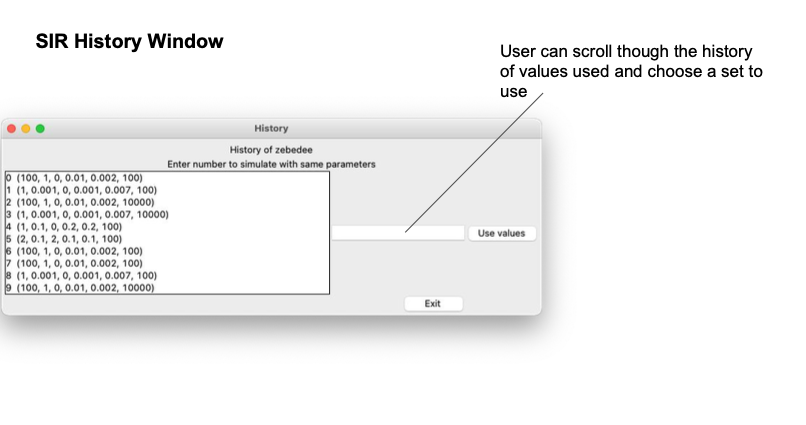 SIR History Window
User can scroll though the history
of values used and choose a set to
use
History
History of zebedee
Enter number to simulate with same parameters
0 (100, 1, 0, 0.01, 0.002, 100)
1 (1, 0.001, 0, 0.001, 0.007, 100)
2 (100, 1, 0, 0.01, 0.002, 10000)
3 (1, 0.001, 0, 0.001, 0.007, 10000)
4 (1, 0.1, 0, 0.2, 0.2, 100)
5 (2, 0.1, 2, 0.1, 0.1, 100)
6 (100, 1, 0, 0.01, 0.002, 100)
7 (100, 1, 0, 0.01, 0.002, 100)
8 (1, 0.001, 0, 0.001, 0.007, 100)
9 (100, 1, 0, 0.01, 0.002, 10000)
Use values
Exit